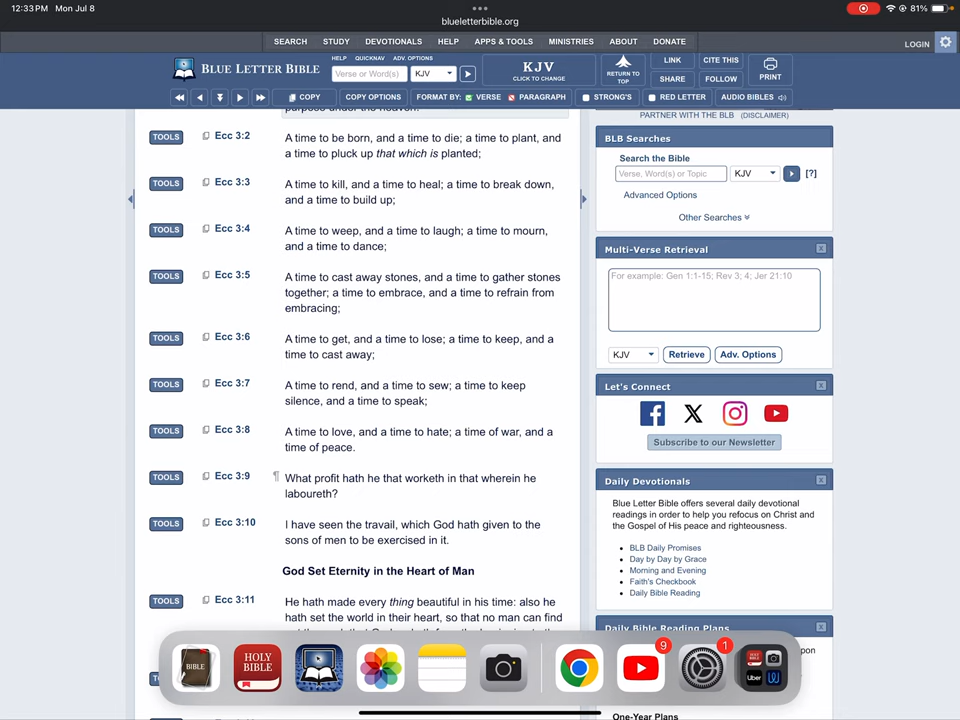 12:33PM Mon Jul 8
81%
blueletterbible.org
SEARCH STUDY DEVOTIONALS HELP APPS & TOOLS MINISTRIES ABOUT DONATE
LOGIN
BLUE LETTER BIBLE
HELP QUICKNAV ADV. OPTIONS
Verse or Word(s) KJV
KJV
CLICK TO CHANGE
RETURN TO
TOP
LINK CITE THIS
SHARE FOLLOW
PRINT
COPY COPY OPTIONS FORMAT BY: VERSE PARAGRAPH STRONG'S RED LETTER AUDIO BIBLES
purpose under the heaven:
TOOLS Ecc 3:2 A time to be born, and a time to die; a time to plant, and
a time to pluck up that which is planted;
TOOLS Ecc 3:3 A time to kill, and a time to heal; a time to break down,
and a time to build up;
TOOLS Ecc 3:4 A time to weep, and a time to laugh; a time to mourn,
and a time to dance;
TOOLS Ecc 3:5 A time to cast away stones, and a time to gather stones
together; a time to embrace, and a time to refrain from
embracing;
TOOLS Ecc 3:6 A time to get, and a time to lose; a time to keep, and a
time to cast away;
TOOLS Ecc 3:7 A time to rend, and a time to sew; a time to keep
silence, and a time to speak;
TOOLS Ecc 3:8 A time to love, and a time to hate; a time of war, and a
time of peace.
TOOLS Ecc 3:9 ¶ What profit hath he that worketh in that wherein he
laboureth?
TOOLS Ecc 3:10 I have seen the travail, which God hath given to the
sons of men to be exercised in it.
God Set Eternity in the Heart of Man
TOOLS Ecc 3:11 He hath made every thing beautiful in his time: also he
hath set the world in their heart, so that no man can find
PARTNER WITH THE BLB (DISCLAIMER)
BLB Searches
Search the Bible
Verse, Word(s) or Topic KJV [?]
Advanced Options
Other Searches
Multi-Verse Retrieval
For example: Gen 1:1-15; Rev 3; 4; Jer 21:10
KJV Retrieve Adv. Options
Let's Connect
Subscribe to our Newsletter
Daily Devotionals
Blue Letter Bible offers several daily devotional
readings in order to help you refocus on Christ and
the Gospel of His peace and righteousness.
• BLB Daily Promises
• Day by Day by Grace
• Morning and Evening
• Faith's Checkbook
• Daily Bible Reading
Daily Bible Reading Plans
BIBLE
HOLY
BIBLE
9
1
Uber
One-Year Plans